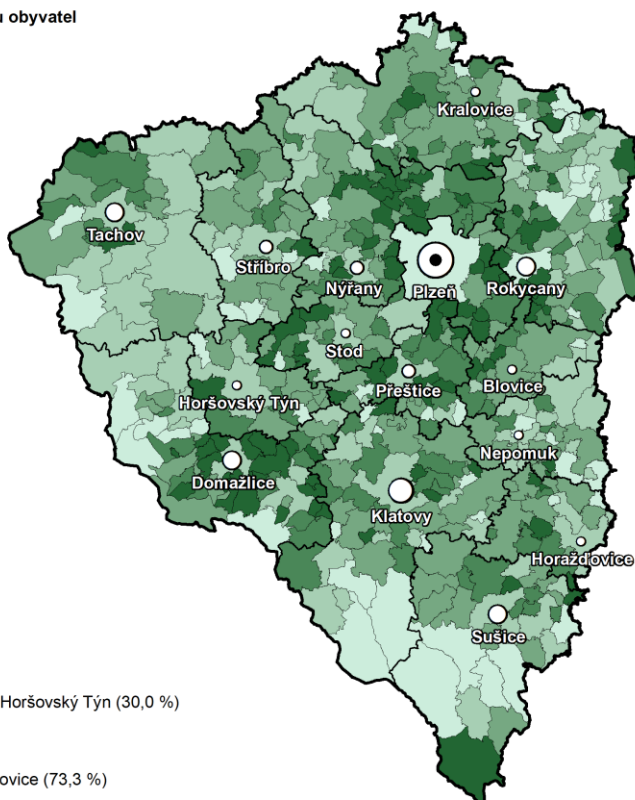 obyvatel
Kralovice
Tachov
Stříbro
Nýřany
Plzeň
Rokycany
Stod
Přeštice
Blovice
Horšovský Týn
Nepomuk
Domažlice
Klatovy
Horažďovice
Sušice
Horšovský Týn (30,0 %)
ovice (73,3 %)